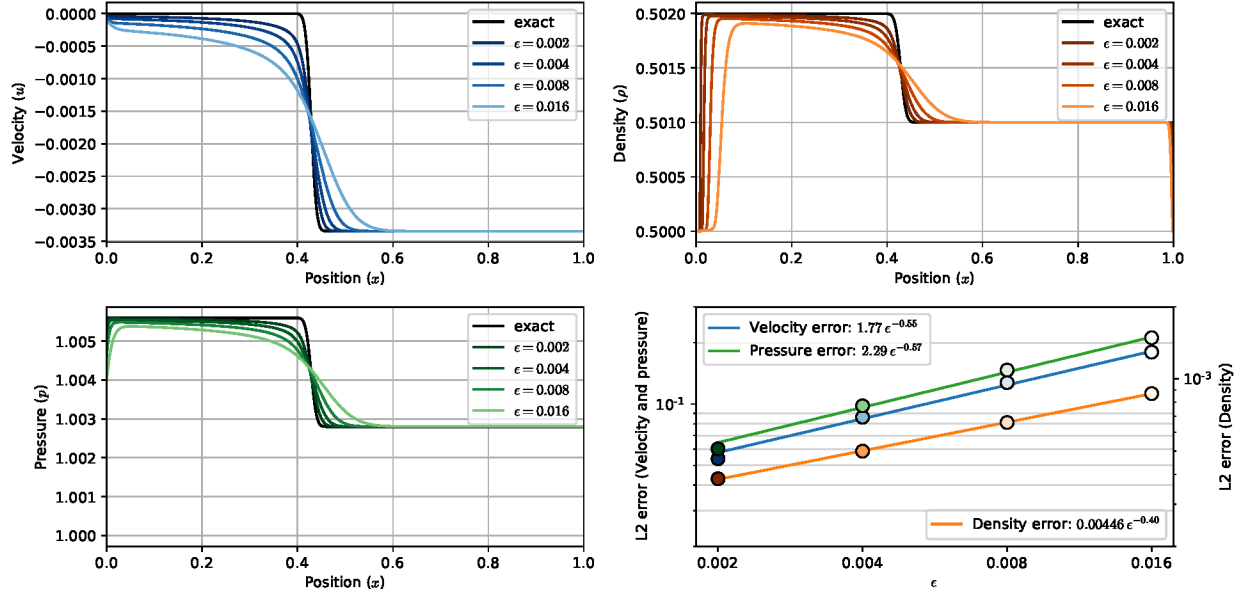 0.0000
−0.0005
−0.0010
−0.0015
−0.0020
−0.0025
−0.0030
−0.0035
Velocity (u)
0.0 0.2 0.4 0.6 0.8 1.0
Position (x)
exact
ϵ = 0.002
ϵ = 0.004
ϵ = 0.008
ϵ = 0.016
0.5020
0.5015
0.5010
0.5005
0.5000
Density (ρ)
0.0 0.2 0.4 0.6 0.8 1.0
Position (x)
exact
ϵ = 0.002
ϵ = 0.004
ϵ = 0.008
ϵ = 0.016
1.005
1.004
1.003
1.002
1.001
1.000
Pressure (p)
0.0 0.2 0.4 0.6 0.8 1.0
Position (x)
exact
ϵ = 0.002
ϵ = 0.004
ϵ = 0.008
ϵ = 0.016
L2 error (Velocity and pressure)
10⁻¹
Velocity error: 1.77 ϵ⁻⁰·⁵⁵
Pressure error: 2.29 ϵ⁻⁰·⁵⁷
Density error: 0.00446 ϵ⁻⁰·⁴⁰
10⁻³
L2 error (Density)
0.002 0.004 0.008 0.016
ϵ